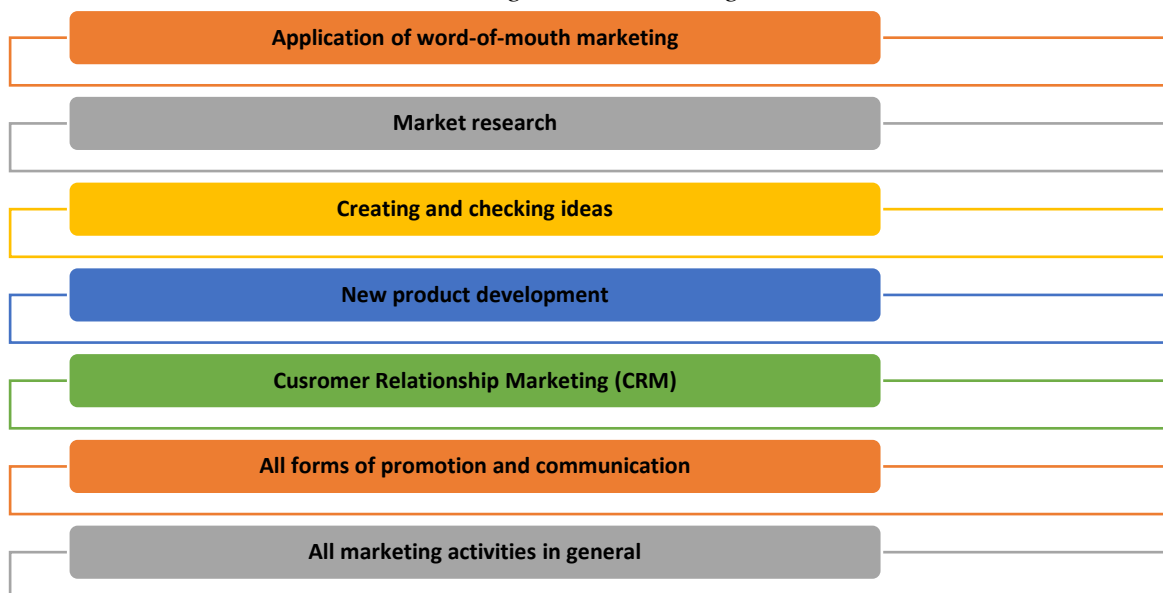 Application of word-of-mouth marketing
Market research
Creating and checking ideas
New product development
Cusromer Relationship Marketing (CRM)
All forms of promotion and communication
All marketing activities in general